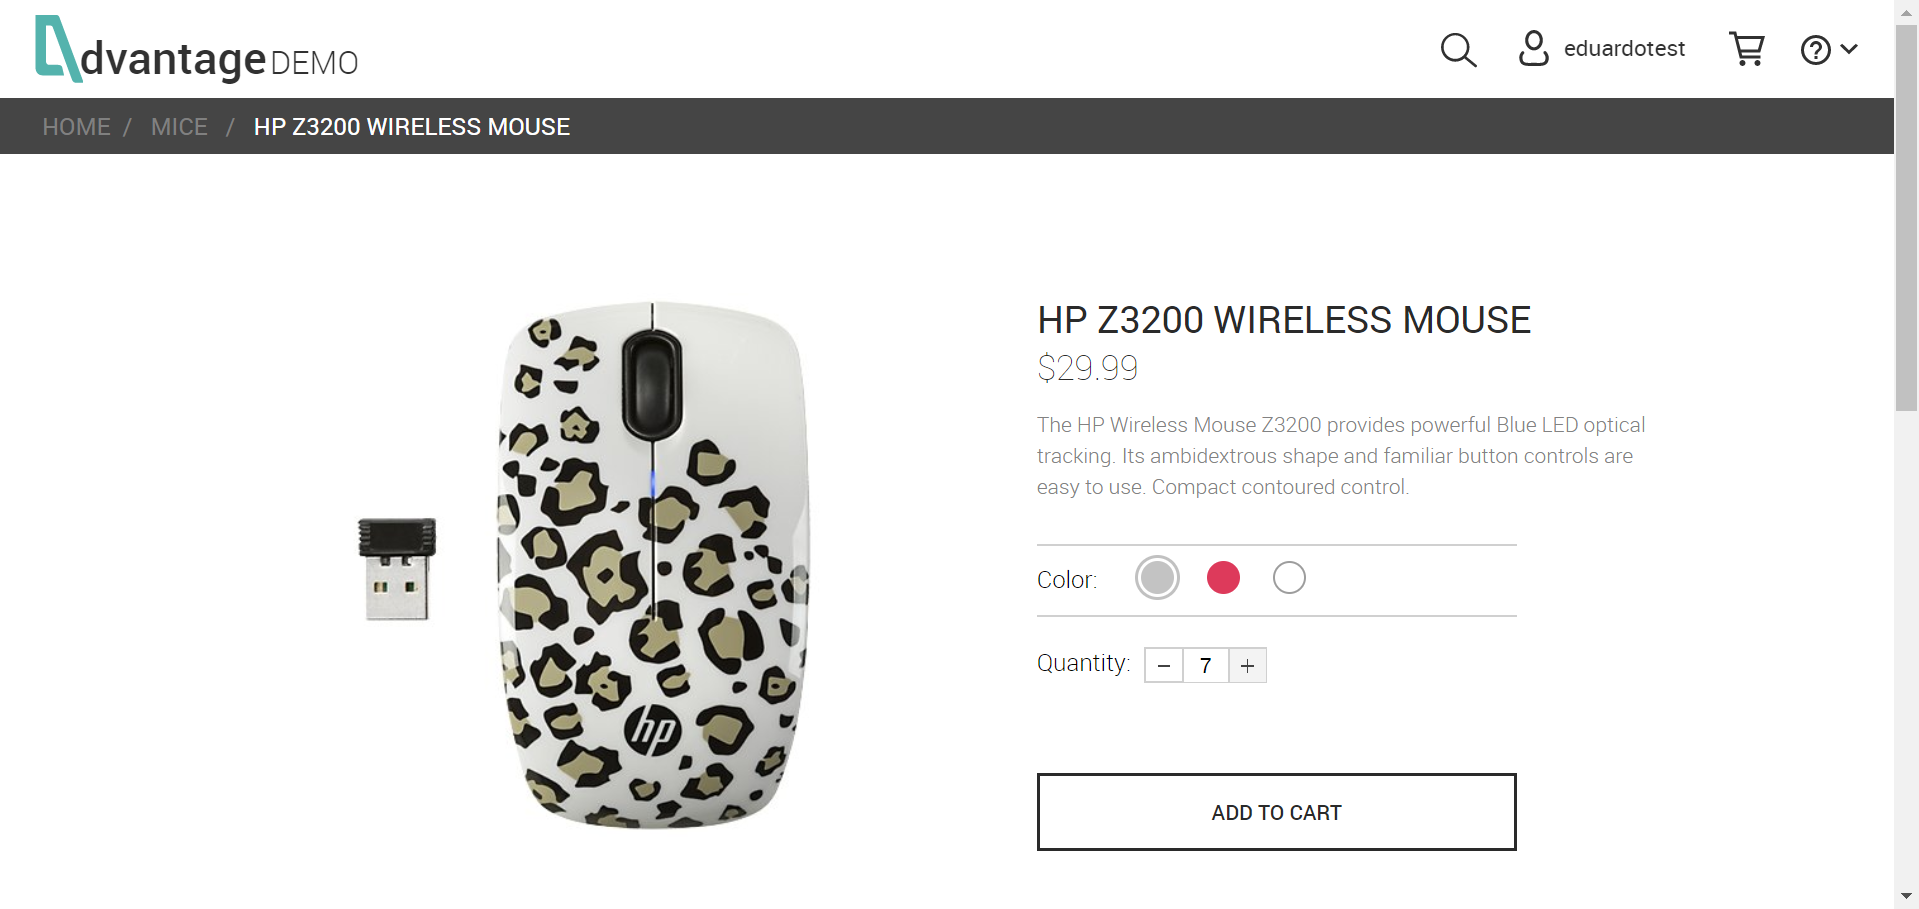 dvantage DEMO
eduardotest
HOME / MICE / HP Z3200 WIRELESS MOUSE
HP Z3200 WIRELESS MOUSE
$29.99
The HP Wireless Mouse Z3200 provides powerful Blue LED optical
tracking. Its ambidextrous shape and familiar button controls are
easy to use. Compact contoured control.
Color:
Quantity: − 7 +
hp
ADD TO CART